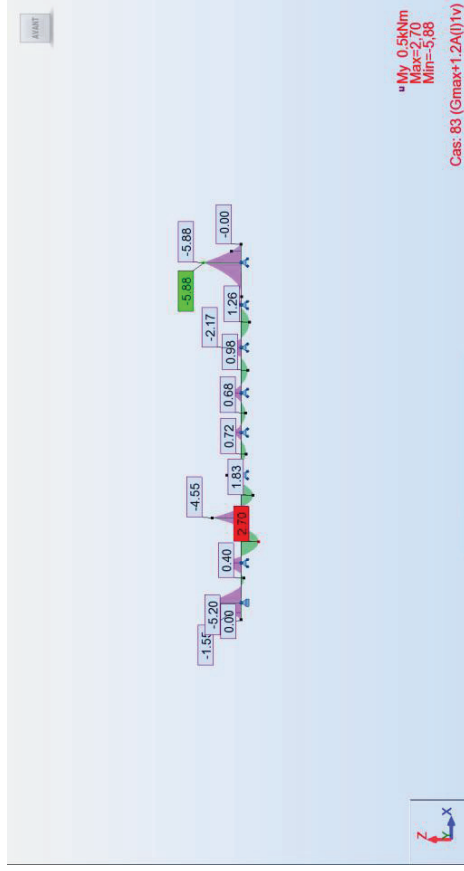 AVANT
-5.88
-5.88
-0.00
-2.17
1.26
0.98
0.68
0.72
-4.55
1.83
2.70
0.40
-5.20
-1.55
0.00
My 0.5kNm
Max=2,70
Min=-5,88
Cas: 83 (Gmax+1.2A(I)1v)
Z
Y
X